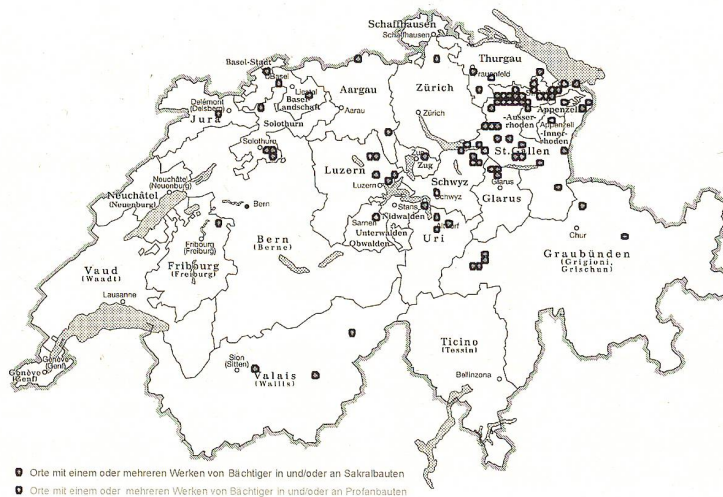 Schaffhausen
Schaffhausen
Basel-Stadt
Basel
Thurgau
Frauenfeld
Delémont
(Delsberg)
Jura
Liestal
Basel-
Landschaft
Aargau
Aarau
Zürich
Zürich
Appenzell
-Ausser-
rhoden
Appenzell
-Inner-
rhoden
Solothurn
Solothurn
St. Gallen
Luzern
Luzern
Zug
Zug
Schwyz
Schwyz
Glarus
Glarus
Neuchâtel
(Neuenburg)
Neuchâtel
(Neuenburg)
Bern
Bern
(Berne)
Stans
Nidwalden
Sarnen
Unterwalden
Obwalden
Altdorf
Uri
Chur
Graubünden
(Grigioni,
Grischun)
Fribourg
(Freiburg)
Fribourg
(Freiburg)
Vaud
(Waadt)
Lausanne
Genève
(Genf)
Genève
(Genf)
Sion
(Sitten)
Valais
(Wallis)
Ticino
(Tessin)
Bellinzona
Orte mit einem oder mehreren Werken von Bächtiger in und/oder an Sakralbauten
Orte mit einem oder mehreren Werken von Bächtiger in und/oder an Profanbauten